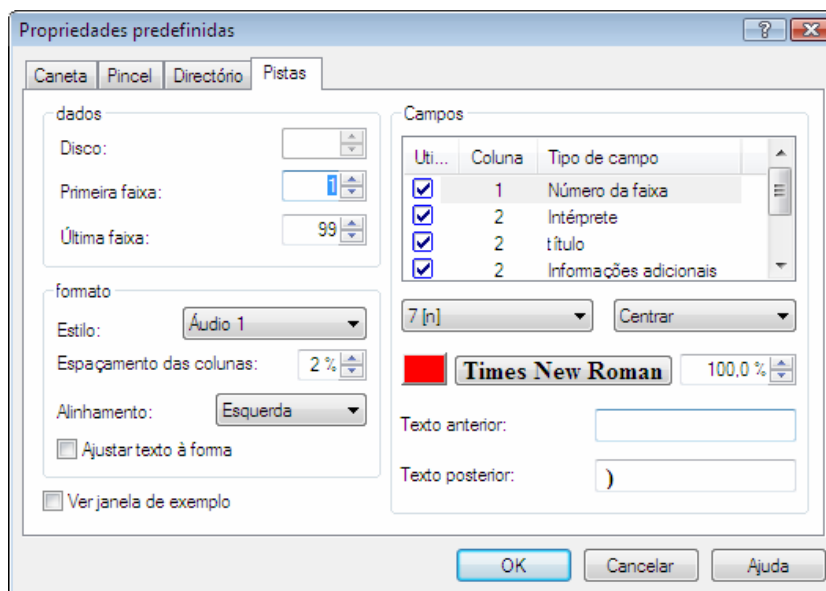 Propriedades predefinidas
Caneta Pincel Directório Pistas
dados
Disco:
Primeira faixa: 1
Última faixa: 99
formato
Estilo: Áudio 1
Espaçamento das colunas: 2 %
Alinhamento: Esquerda
Ajustar texto à forma
Ver janela de exemplo
Campos
Uti... Coluna Tipo de campo
1 Número da faixa
2 Intérprete
2 título
2 Informações adicionais
7 [n] Centrar
Times New Roman 100,0 %
Texto anterior:
Texto posterior: )
OK Cancelar Ajuda